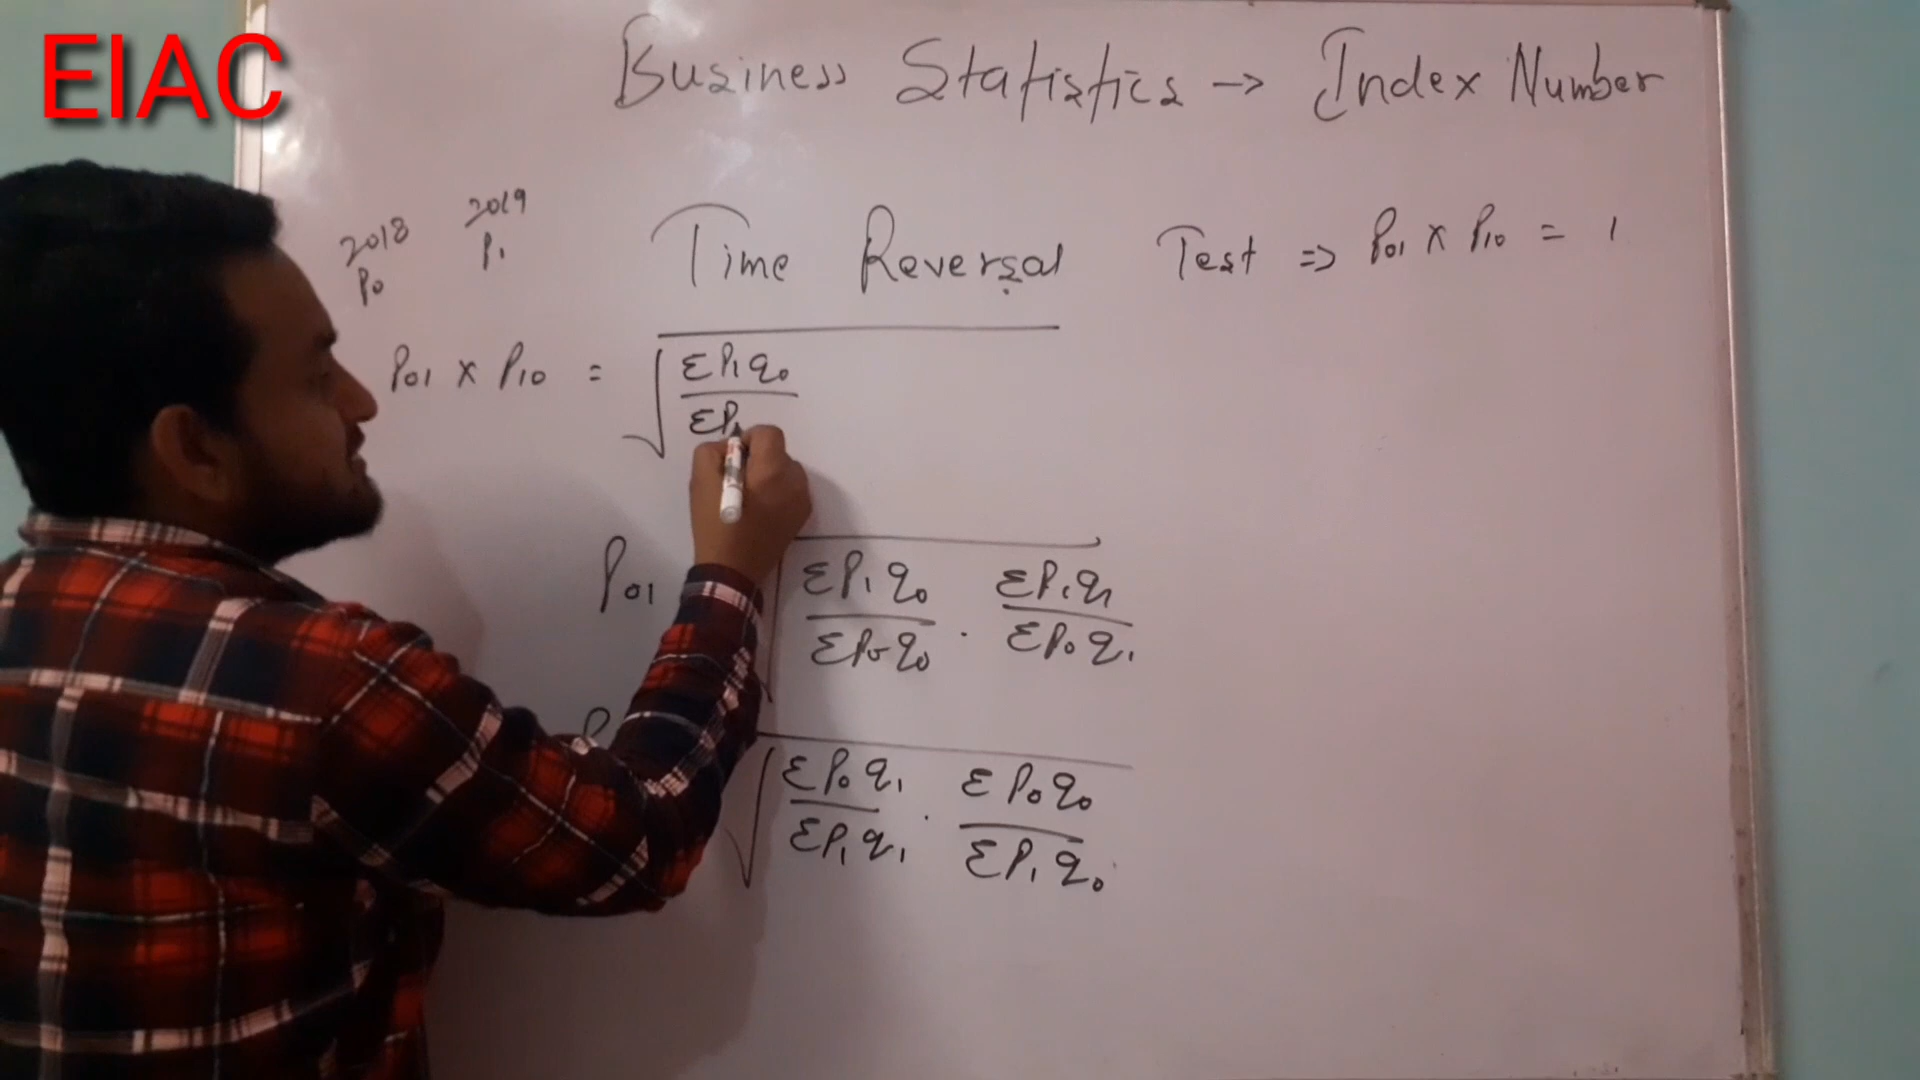 EIAC
Business Statistics → Index Number
2018 2019
P₀ P₁
Time Reversal Test ⇒ P₀₁ × P₁₀ = 1
P₀₁ × P₁₀ = √ ΣP₁q₀ / ΣP
P₀₁ √ ΣP₁q₀ / ΣP₀q₀ · ΣP₁q₁ / ΣP₀q₁
√ ΣP₀q₁ / ΣP₁q₁ · ΣP₀q₀ / ΣP₁q₀